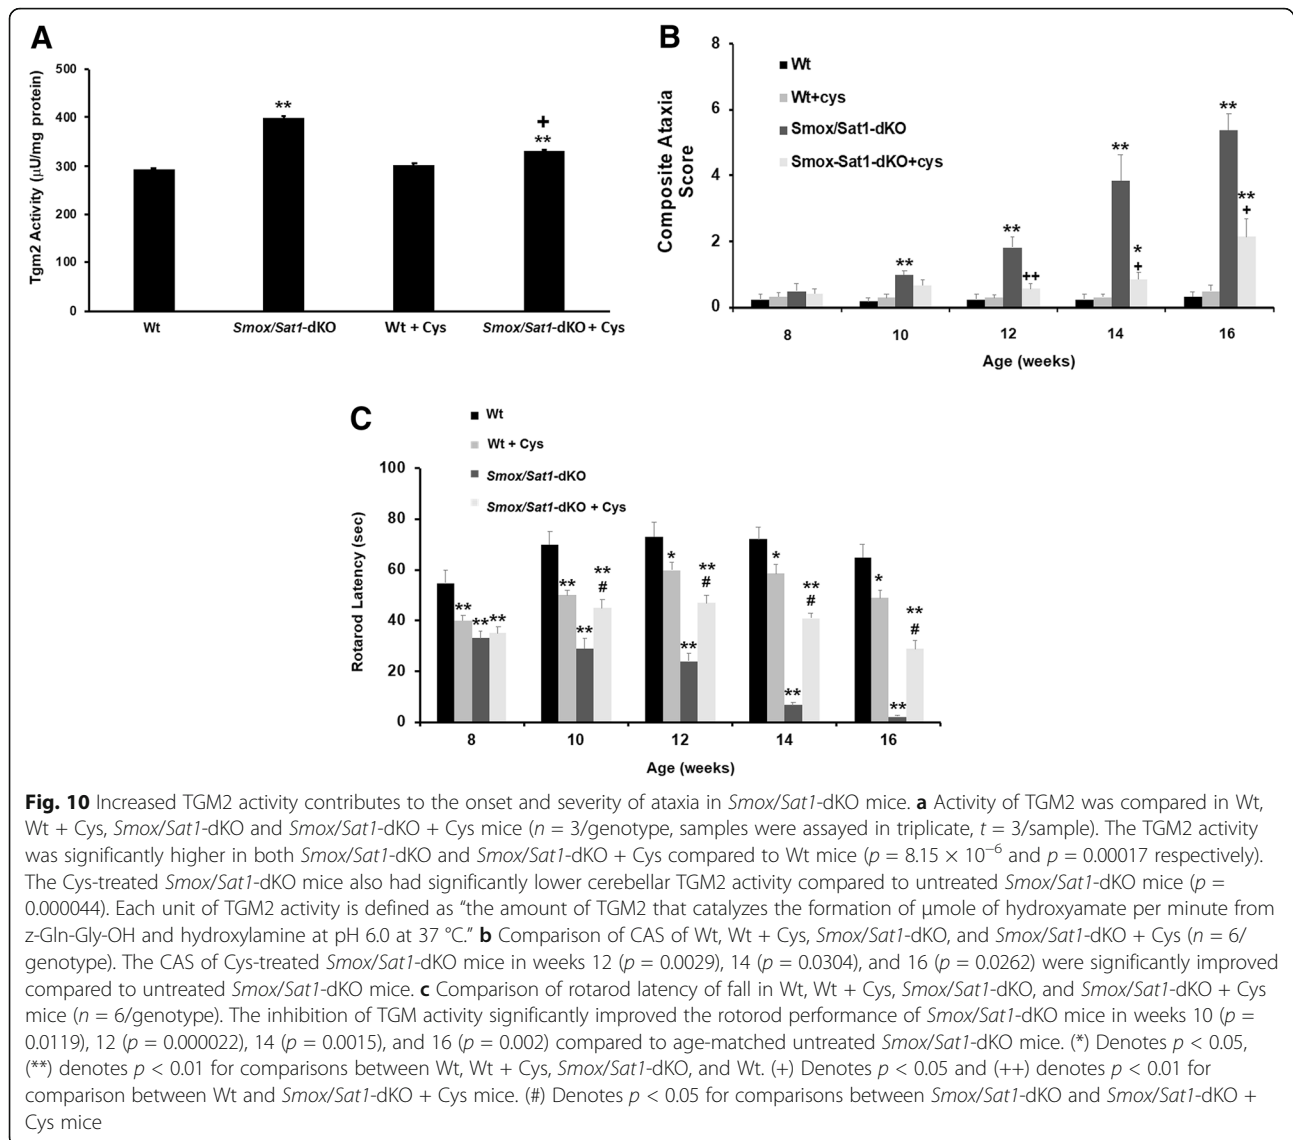 A
Tgm2 Activity (µU/mg protein)
500
400
300
200
100
0
**
+
**
Wt
Smox/Sat1-dKO
Wt + Cys
Smox/Sat1-dKO + Cys
B
Composite Ataxia
Score
8
6
4
2
0
Wt
Wt+cys
Smox/Sat1-dKO
Smox-Sat1-dKO+cys
**
**
++
**
*
+
**
**
+
8
10
12
14
16
Age (weeks)
C
Wt
Wt + Cys
Smox/Sat1-dKO
Smox/Sat1-dKO + Cys
Rotarod Latency (sec)
100
80
60
40
20
0
**
**
**
**
**
**
#
*
**
**
#
*
**
**
#
*
**
**
#
8
10
12
14
16
Age (weeks)
Fig. 10 Increased TGM2 activity contributes to the onset and severity of ataxia in Smox/Sat1-dKO mice. a Activity of TGM2 was compared in Wt,
Wt + Cys, Smox/Sat1-dKO and Smox/Sat1-dKO + Cys mice (n = 3/genotype, samples were assayed in triplicate, t = 3/sample). The TGM2 activity
was significantly higher in both Smox/Sat1-dKO and Smox/Sat1-dKO + Cys compared to Wt mice (p = 8.15 × 10⁻⁶ and p = 0.00017 respectively).
The Cys-treated Smox/Sat1-dKO mice also had significantly lower cerebellar TGM2 activity compared to untreated Smox/Sat1-dKO mice (p =
0.000044). Each unit of TGM2 activity is defined as “the amount of TGM2 that catalyzes the formation of µmole of hydroxyamate per minute from
z-Gln-Gly-OH and hydroxylamine at pH 6.0 at 37 °C.” b Comparison of CAS of Wt, Wt + Cys, Smox/Sat1-dKO, and Smox/Sat1-dKO + Cys (n = 6/
genotype). The CAS of Cys-treated Smox/Sat1-dKO mice in weeks 12 (p = 0.0029), 14 (p = 0.0304), and 16 (p = 0.0262) were significantly improved
compared to untreated Smox/Sat1-dKO mice. c Comparison of rotarod latency of fall in Wt, Wt + Cys, Smox/Sat1-dKO, and Smox/Sat1-dKO + Cys
mice (n = 6/genotype). The inhibition of TGM activity significantly improved the rotorod performance of Smox/Sat1-dKO mice in weeks 10 (p =
0.0119), 12 (p = 0.000022), 14 (p = 0.0015), and 16 (p = 0.002) compared to age-matched untreated Smox/Sat1-dKO mice. (*) Denotes p < 0.05,
(**) denotes p < 0.01 for comparisons between Wt, Wt + Cys, Smox/Sat1-dKO, and Wt. (+) Denotes p < 0.05 and (++) denotes p < 0.01 for
comparison between Wt and Smox/Sat1-dKO + Cys mice. (#) Denotes p < 0.05 for comparisons between Smox/Sat1-dKO and Smox/Sat1-dKO +
Cys mice